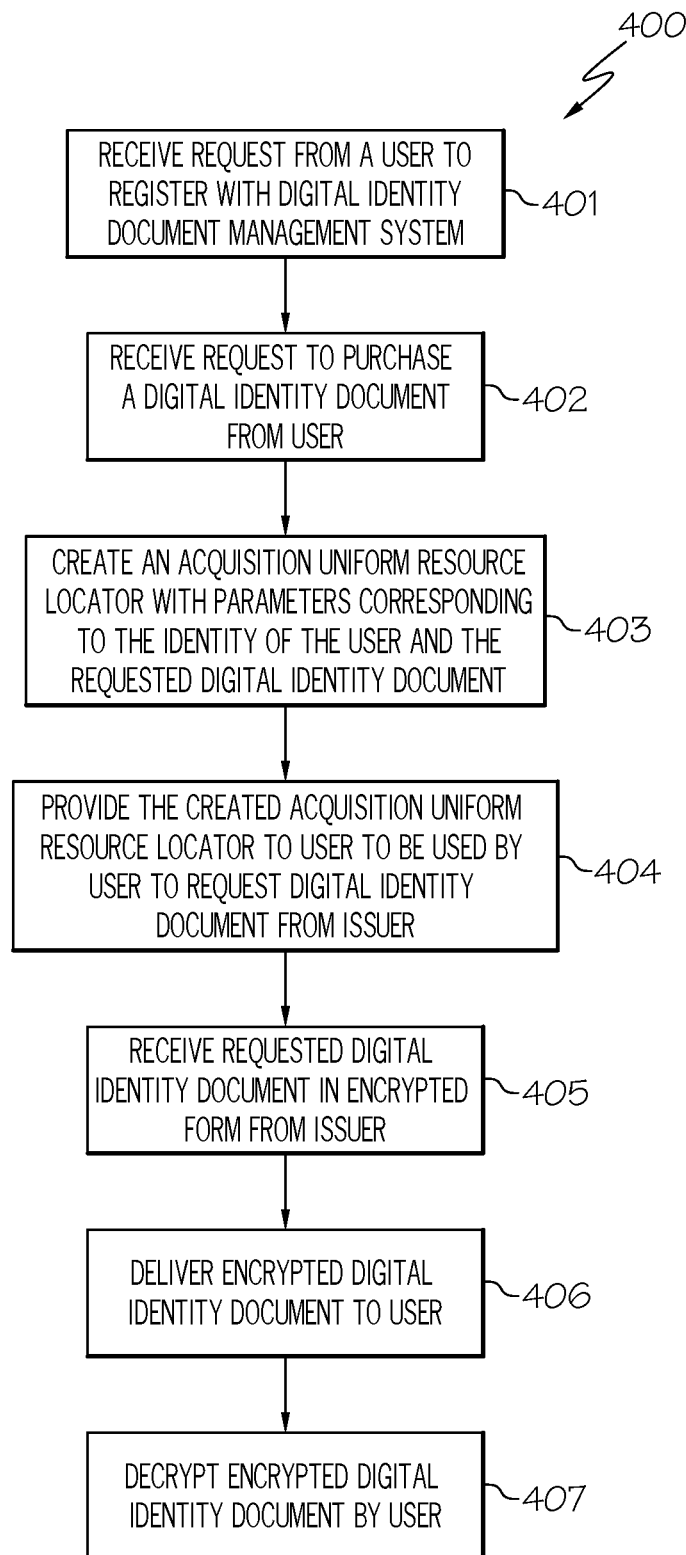 400
RECEIVE REQUEST FROM A USER TO
REGISTER WITH DIGITAL IDENTITY
DOCUMENT MANAGEMENT SYSTEM
401
RECEIVE REQUEST TO PURCHASE
A DIGITAL IDENTITY DOCUMENT
FROM USER
402
CREATE AN ACQUISITION UNIFORM RESOURCE
LOCATOR WITH PARAMETERS CORRESPONDING
TO THE IDENTITY OF THE USER AND THE
REQUESTED DIGITAL IDENTITY DOCUMENT
403
PROVIDE THE CREATED ACQUISITION UNIFORM
RESOURCE LOCATOR TO USER TO BE USED BY
USER TO REQUEST DIGITAL IDENTITY
DOCUMENT FROM ISSUER
404
RECEIVE REQUESTED DIGITAL
IDENTITY DOCUMENT IN ENCRYPTED
FORM FROM ISSUER
405
DELIVER ENCRYPTED DIGITAL
IDENTITY DOCUMENT TO USER
406
DECRYPT ENCRYPTED DIGITAL
IDENTITY DOCUMENT BY USER
407